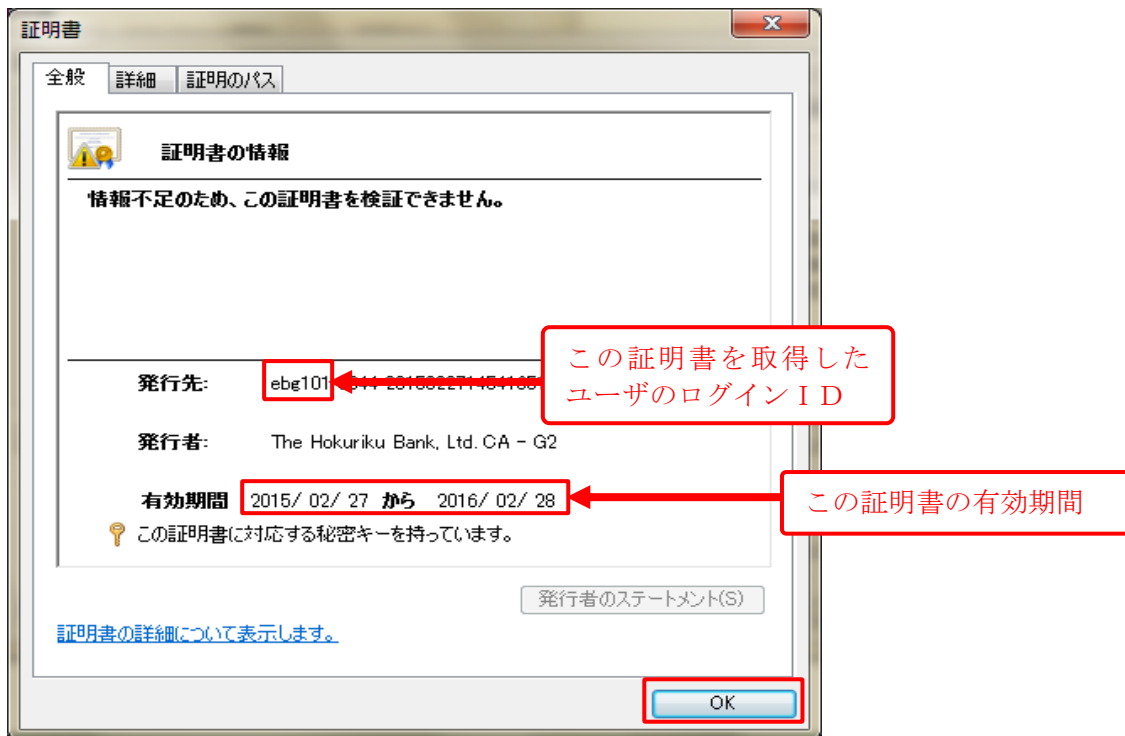 証明書
全般 詳細 証明のパス
証明書の情報
情報不足のため、この証明書を検証できません。
この証明書を取得した
ユーザのログインＩＤ
発行先: ebg101
発行者: The Hokuriku Bank, Ltd. CA - G2
有効期間 2015/ 02/ 27 から 2016/ 02/ 28
この証明書の有効期間
この証明書に対応する秘密キーを持っています。
発行者のステートメント(S)
証明書の詳細について表示します。
OK